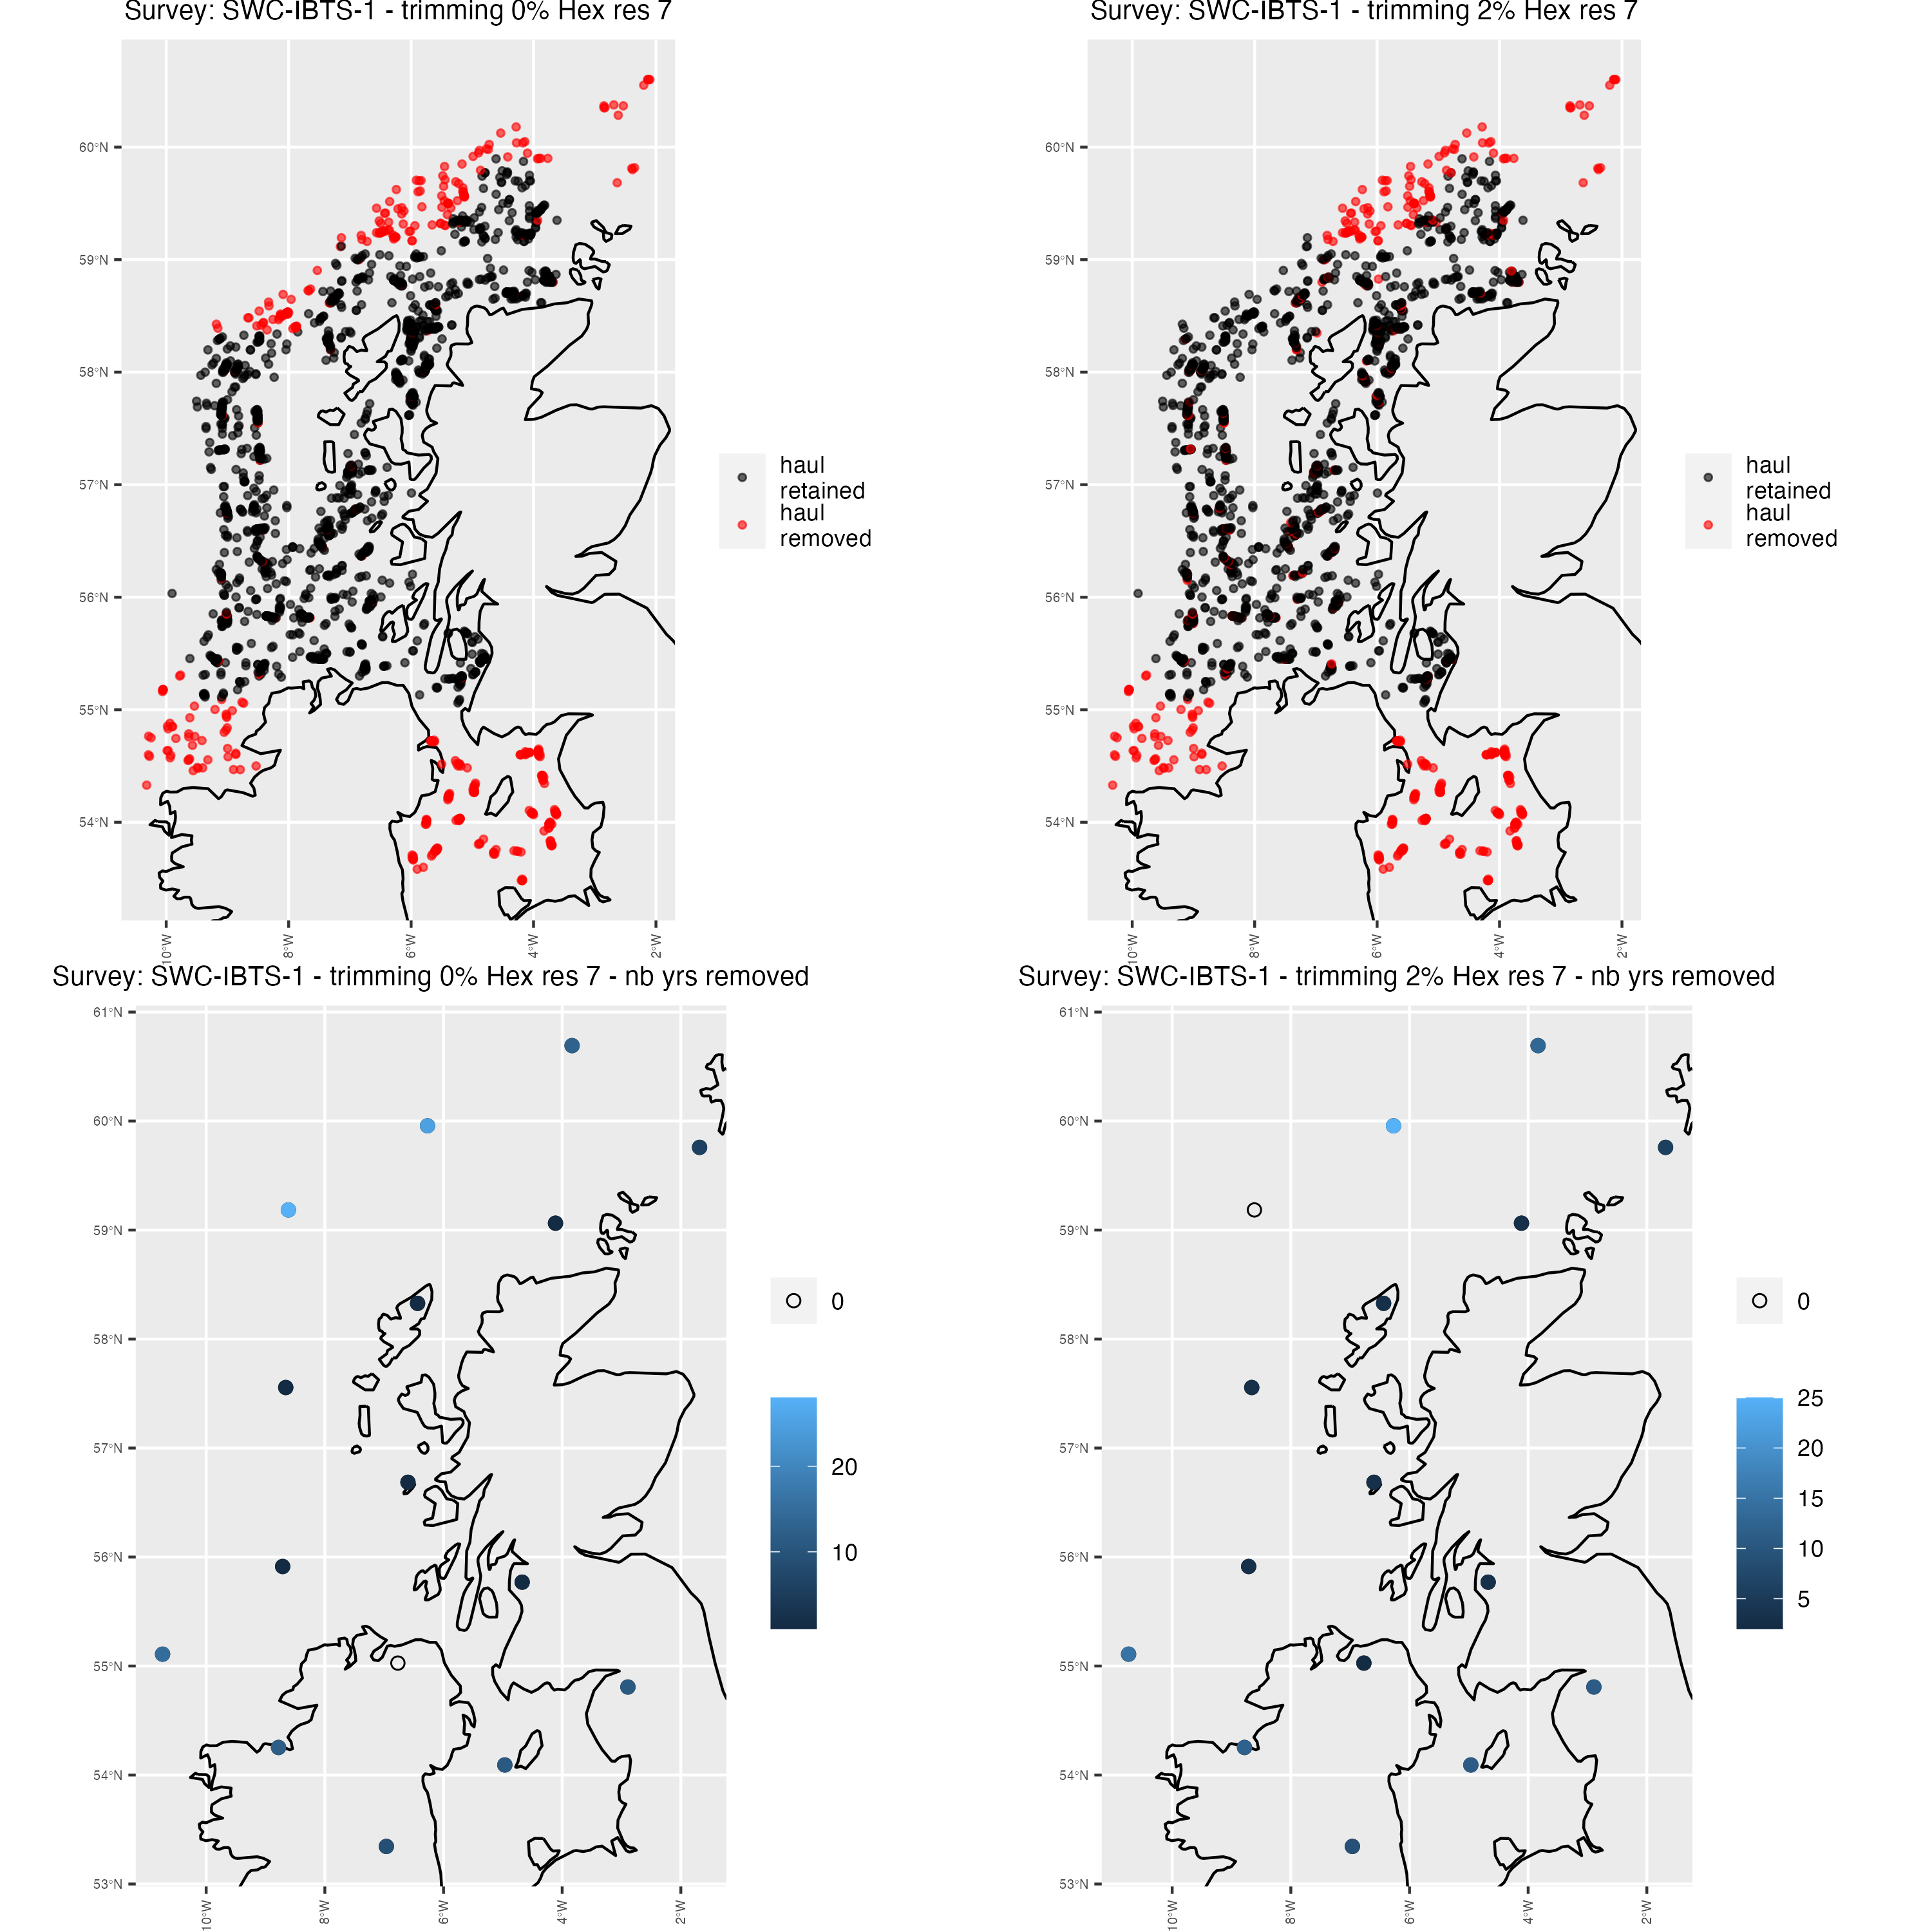 Survey: SWC-IBTS-1 - trimming 0% Hex res 7
60°N
59°N
58°N
57°N
56°N
55°N
54°N
10°W
8°W
6°W
4°W
2°W
haul
retained
haul
removed
Survey: SWC-IBTS-1 - trimming 2% Hex res 7
60°N
59°N
58°N
57°N
56°N
55°N
54°N
10°W
8°W
6°W
4°W
2°W
haul
retained
haul
removed
Survey: SWC-IBTS-1 - trimming 0% Hex res 7 - nb yrs removed
61°N
60°N
59°N
58°N
57°N
56°N
55°N
54°N
53°N
10°W
8°W
6°W
4°W
2°W
0
20
10
Survey: SWC-IBTS-1 - trimming 2% Hex res 7 - nb yrs removed
61°N
60°N
59°N
58°N
57°N
56°N
55°N
54°N
53°N
10°W
8°W
6°W
4°W
2°W
0
25
20
15
10
5